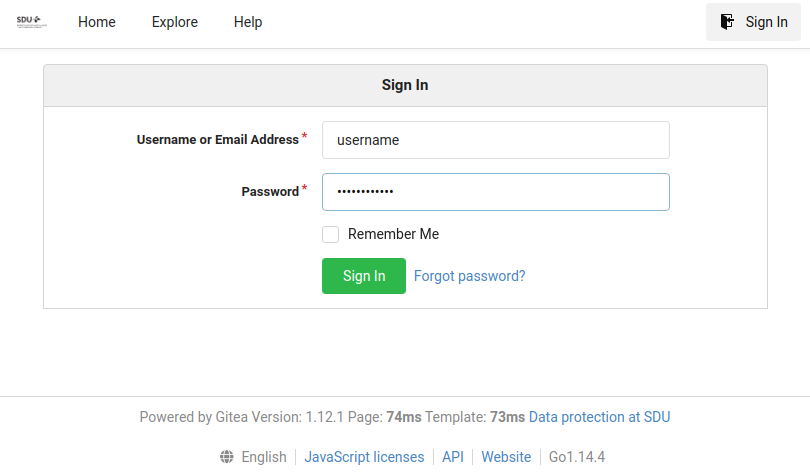 SDU Home Explore Help Sign In
Sign In
Username or Email Address * username
Password * ••••••••••••
Remember Me
Sign In Forgot password?
Powered by Gitea Version: 1.12.1 Page: 74ms Template: 73ms Data protection at SDU
English JavaScript licenses API Website Go1.14.4